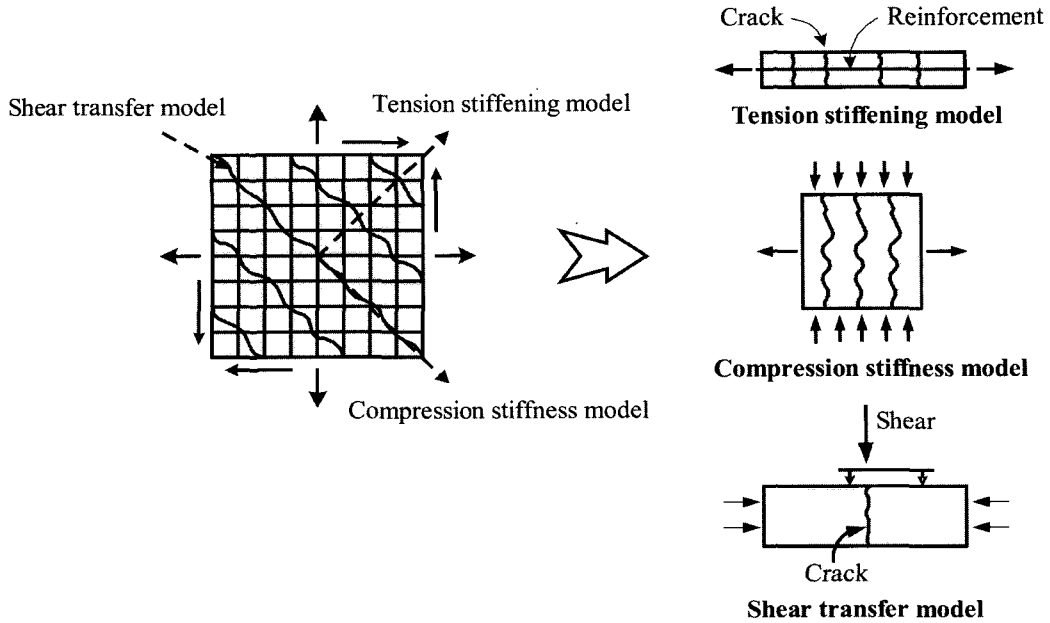 Shear transfer model
Tension stiffening model
Compression stiffness model
Crack
Reinforcement
Tension stiffening model
Compression stiffness model
Shear
Crack
Shear transfer model